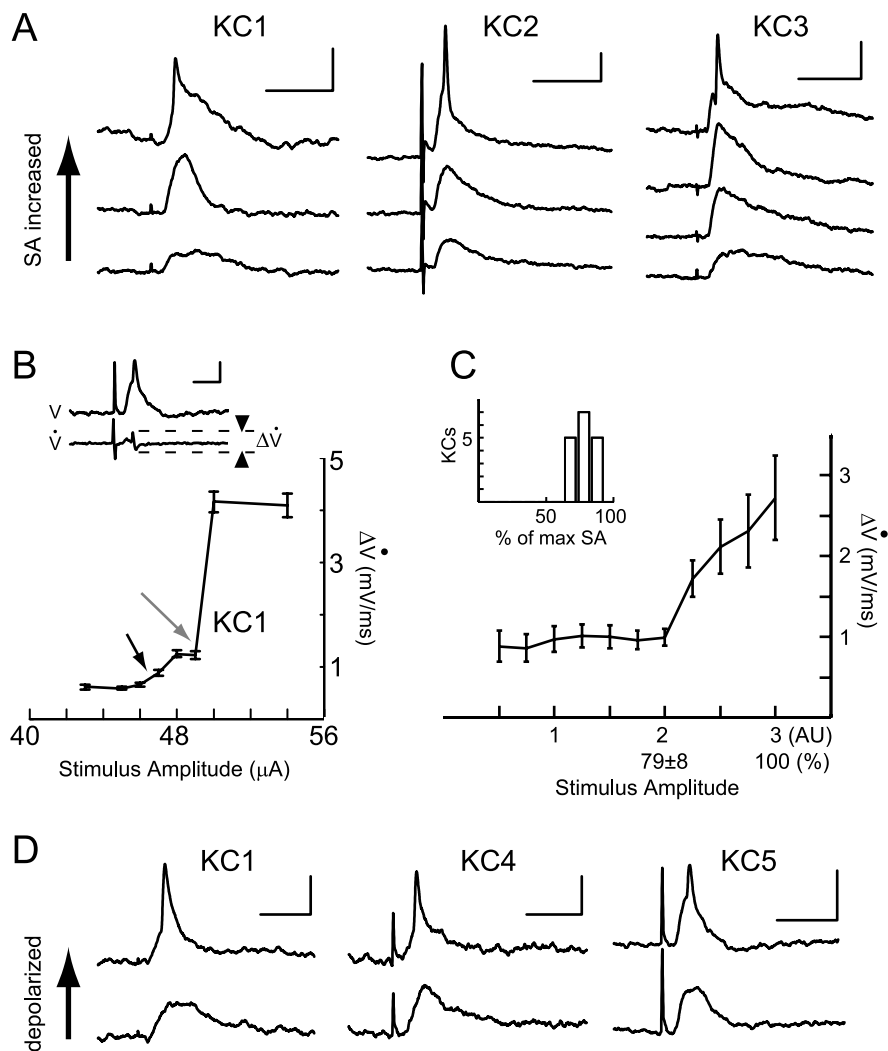 A
KC1
KC2
KC3
SA increased
B
V
V̇
ΔV̇
5
3
1
ΔV̇ (mV/ms)
KC1
40
48
56
Stimulus Amplitude (μA)
C
KCs
5
50
100
% of max SA
3
2
1
ΔV̇ (mV/ms)
1
2
3 (AU)
79±8
100 (%)
Stimulus Amplitude
D
KC1
KC4
KC5
depolarized